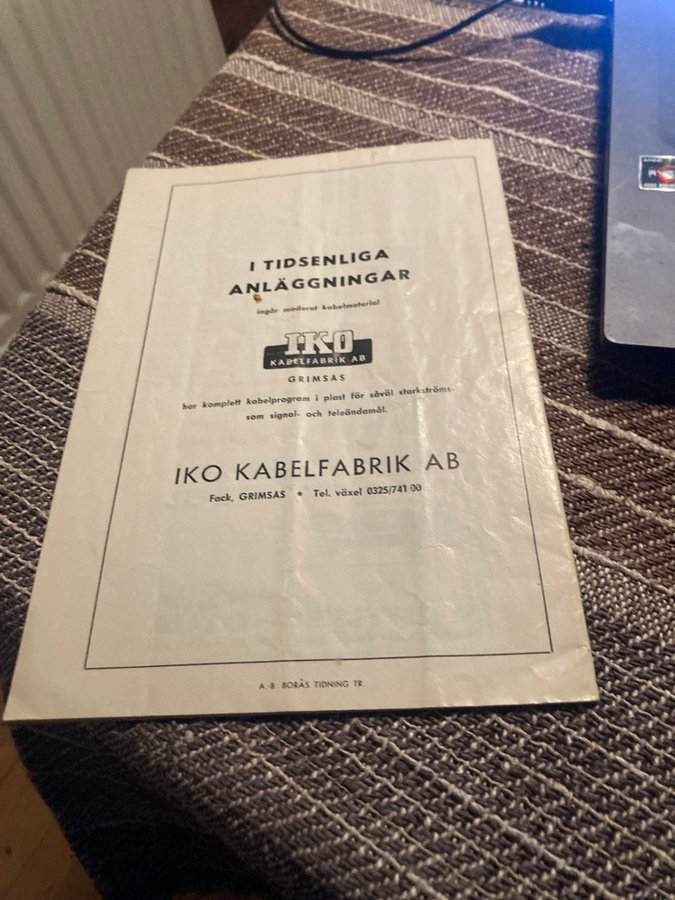 I TIDSENLIGA
ANLÄGGNINGAR
ingår modernt kabelmaterial
IKO
KABELFABRIK AB
GRIMSÅS
har komplett kabelprogram i plast för såväl starkströms-
som signal- och teleändamål.
IKO KABELFABRIK AB
Fack, GRIMSÅS • Tel. växel 0325/741 00
A.-B. BORÅS TIDNING TR.
AMD
R